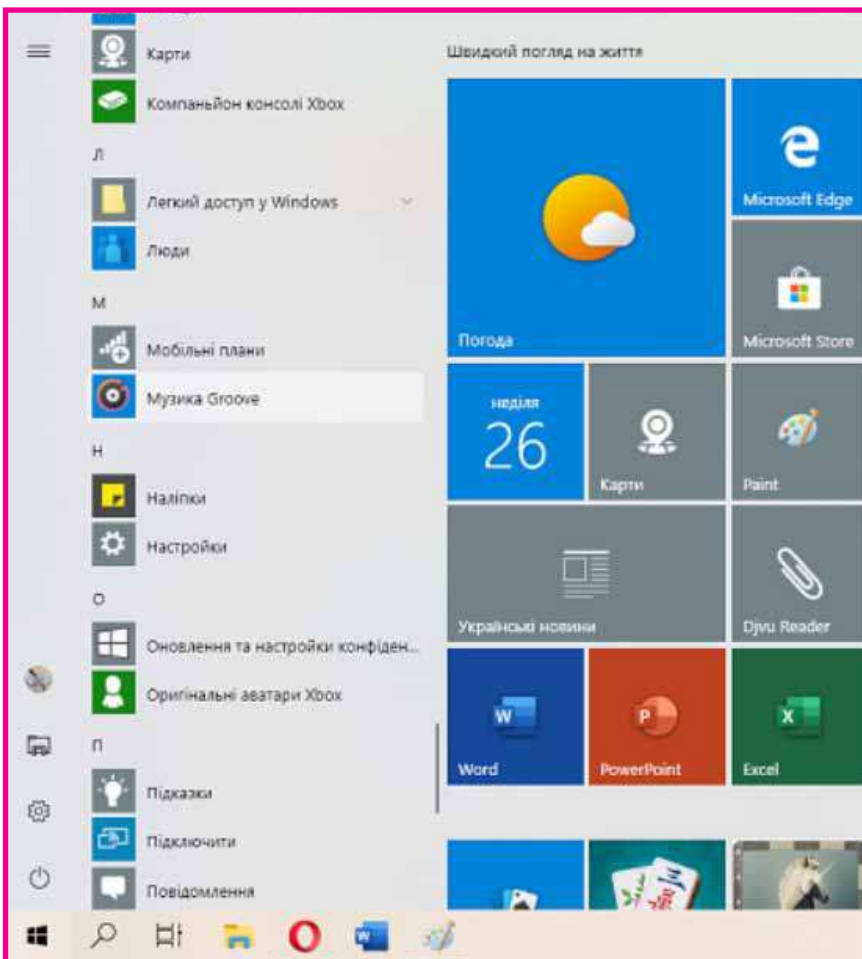 Карти
Компаньйон консолі Xbox
Л
Легкий доступ у Windows
Люди
М
Мобільні плани
Музика Groove
Н
Наліпки
Настройки
О
Оновлення та настройки конфіден...
Оригінальні аватари Xbox
П
Підказки
Підключити
Повідомлення
Швидкий погляд на життя
Погода
Microsoft Edge
Microsoft Store
неділя
26
Карти
Paint
Українські новини
Djvu Reader
Word
PowerPoint
Excel